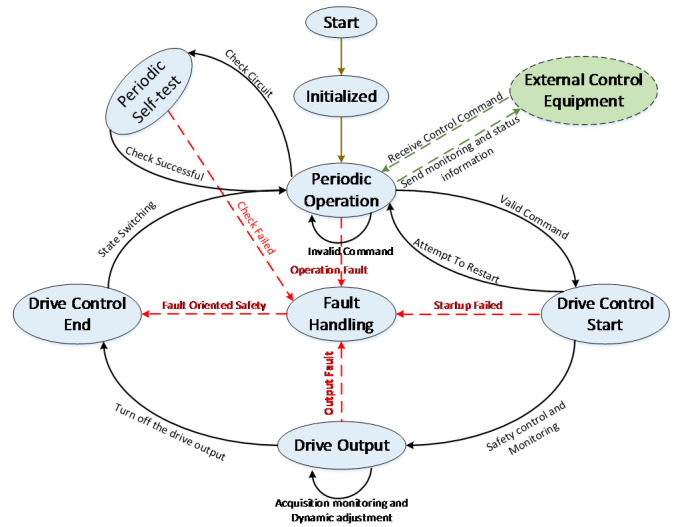 Start
Check Circuit
Periodic
Self-test
Initialized
External Control
Equipment
Receive Control Command
Send monitoring and status
information
Check Successful
Periodic
Operation
Valid Command
State Switching
Check Failed
Invalid Command
Attempt To Restart
Operation Fault
Drive Control
End
Fault Oriented Safety
Fault
Handling
Startup Failed
Drive Control
Start
Output Fault
Turn off the drive output
Drive Output
Safety control and
Monitoring
Acquisition monitoring and
Dynamic adjustment